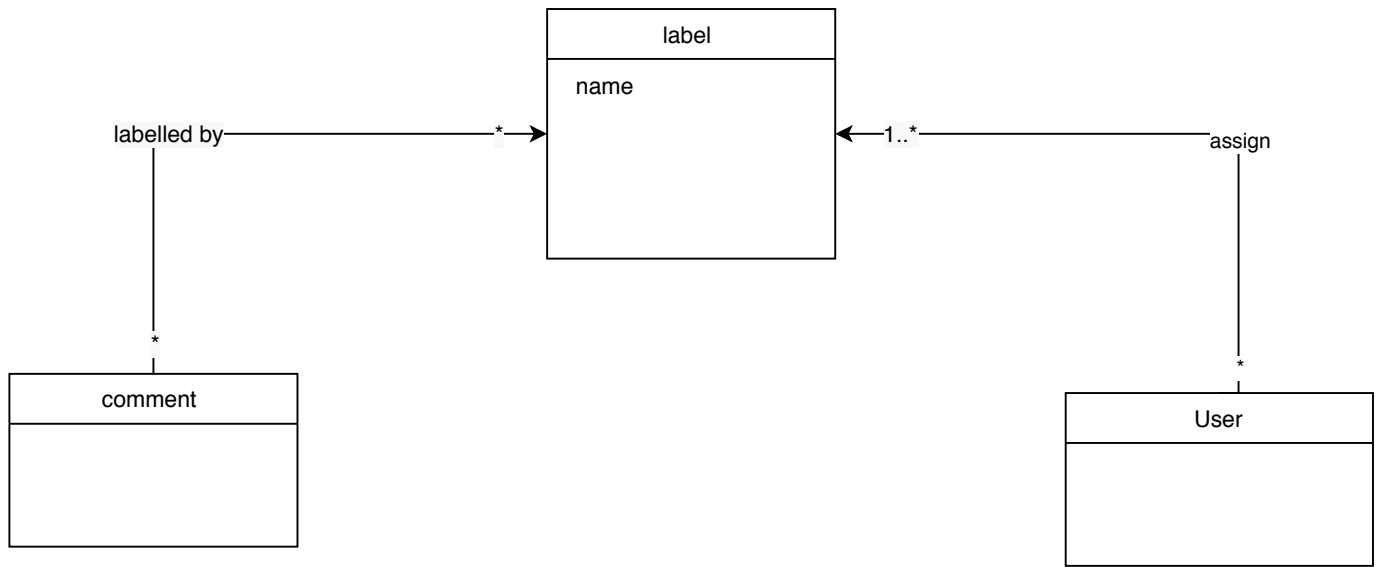 label
name
labelled by
*
1..*
assign
*
*
comment
User